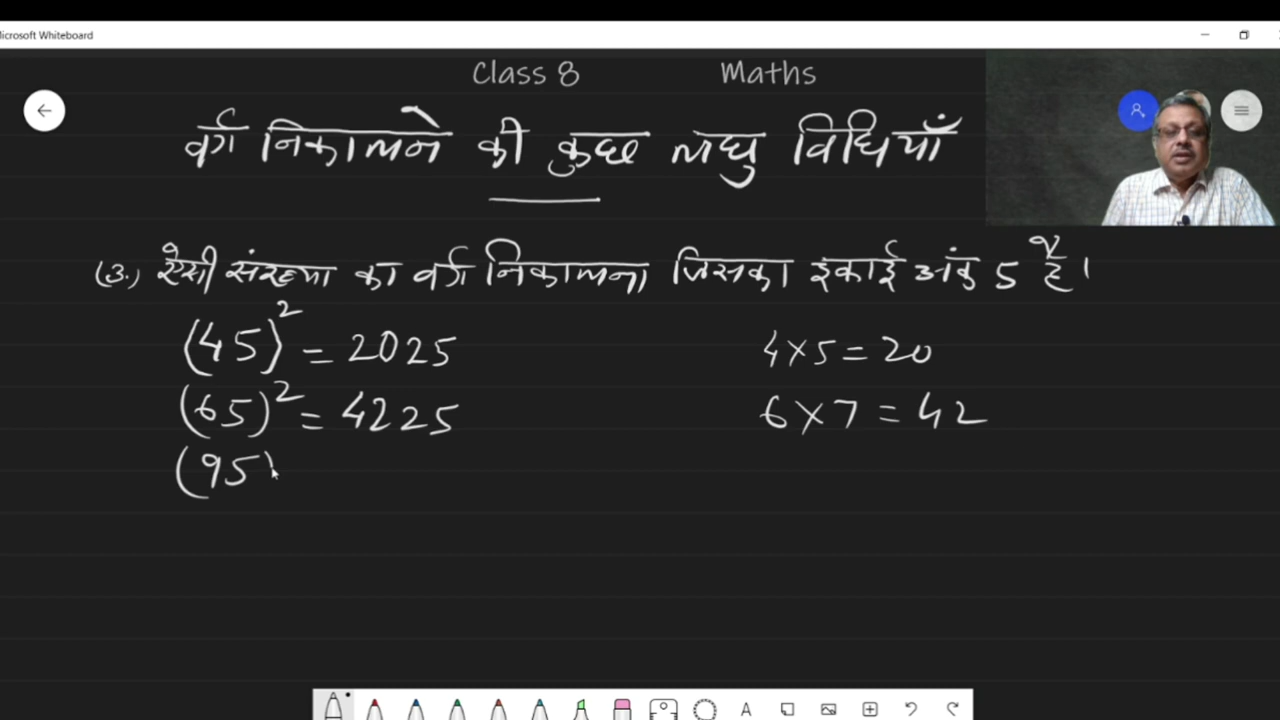 Microsoft Whiteboard
Class 8 Maths
वर्ग निकालने की कुछ लघु विधियाँ
(3.) ऐसी संख्या का वर्ग निकालना जिसका इकाई अंक 5 है।
(45)² = 2025 4×5 = 20
(65)² = 4225 6×7 = 42
(95)
A